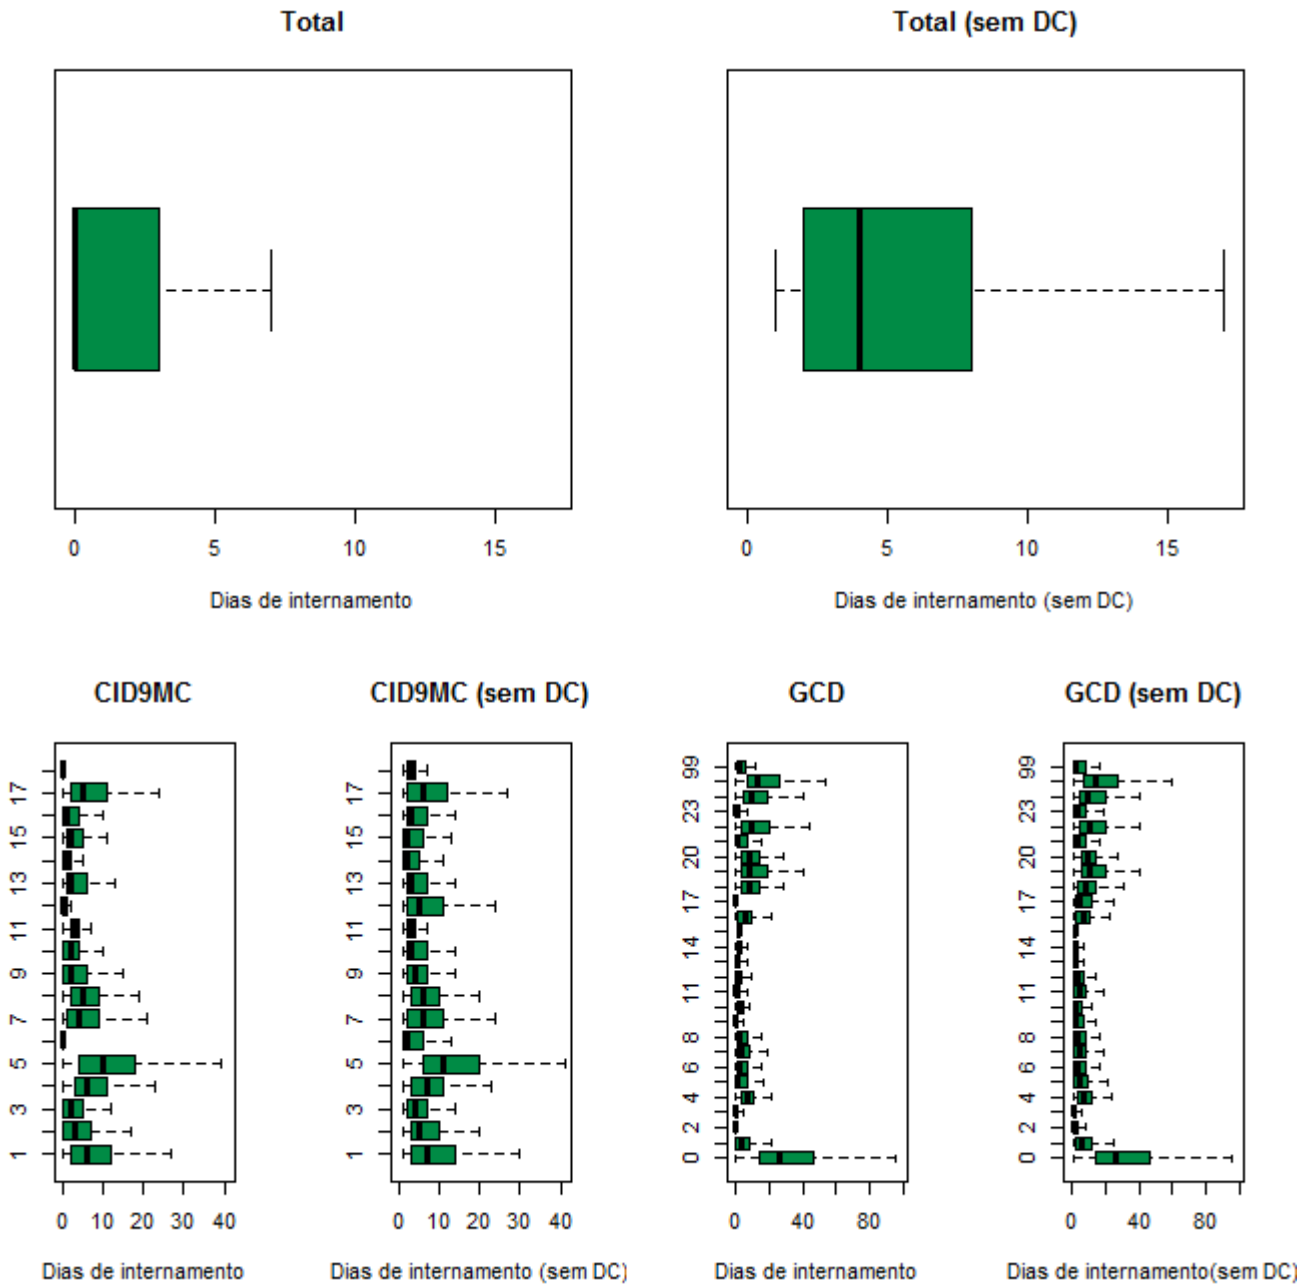 Total
Total (sem DC)
0 5 10 15
0 5 10 15
Dias de internamento
Dias de internamento (sem DC)
CID9MC
CID9MC (sem DC)
GCD
GCD (sem DC)
17
15
13
11
9
7
5
3
1
17
15
13
11
9
7
5
3
1
99
23
20
17
14
11
8
6
4
2
0
99
23
20
17
14
11
8
6
4
2
0
0 10 20 30 40
0 10 20 30 40
0 40 80
0 40 80
Dias de internamento
Dias de internamento (sem DC)
Dias de internamento
Dias de internamento(sem DC)